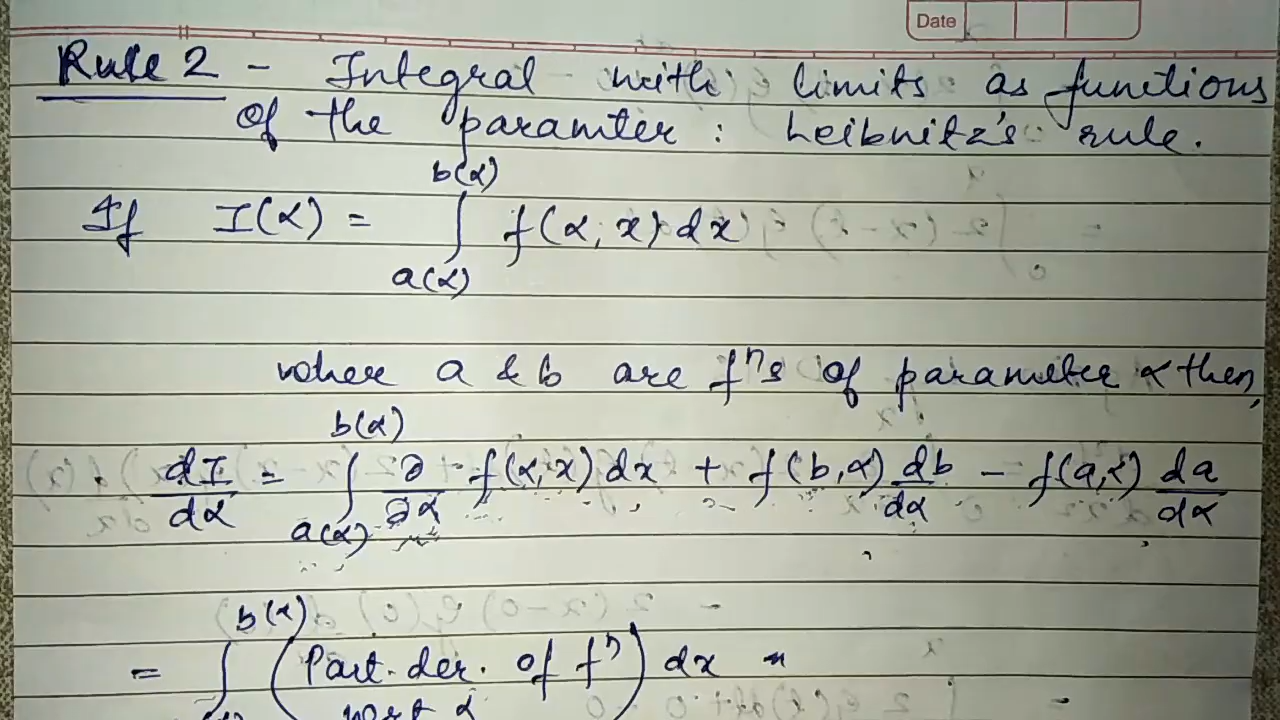 Date
Rule 2 - Integral with limits as functions
of the paramter : Leibnitz's rule.
If I(α) = ∫_{a(α)}^{b(α)} f(α, x) dx
where a & b are fⁿs of parameter α then,
dI/dα = ∫_{a(α)}^{b(α)} ∂/∂α f(α, x) dx + f(b, α) db/dα - f(a, α) da/dα
= ∫^{b(α)} (Part. der. of fⁿ) dx -
α